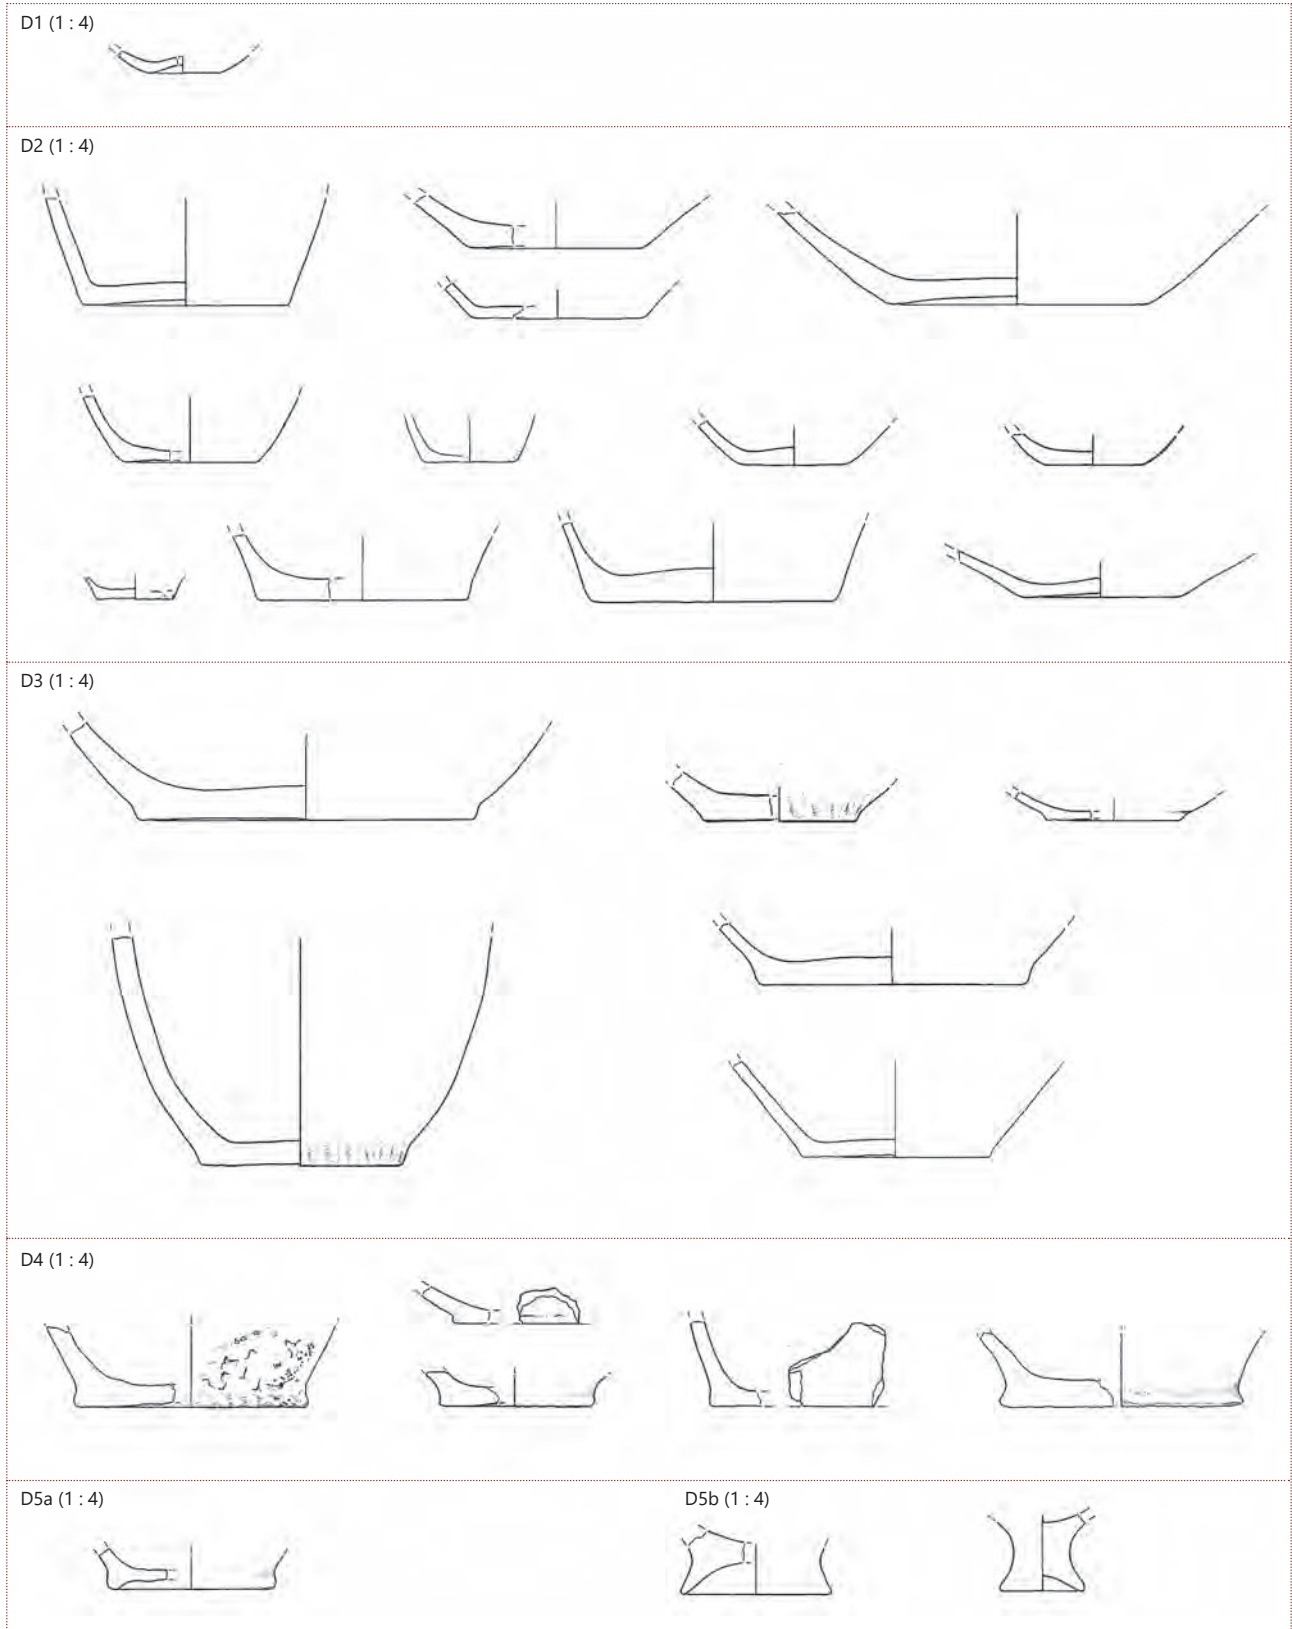 D1 (1 : 4)
D2 (1 : 4)
D3 (1 : 4)
D4 (1 : 4)
D5a (1 : 4)
D5b (1 : 4)